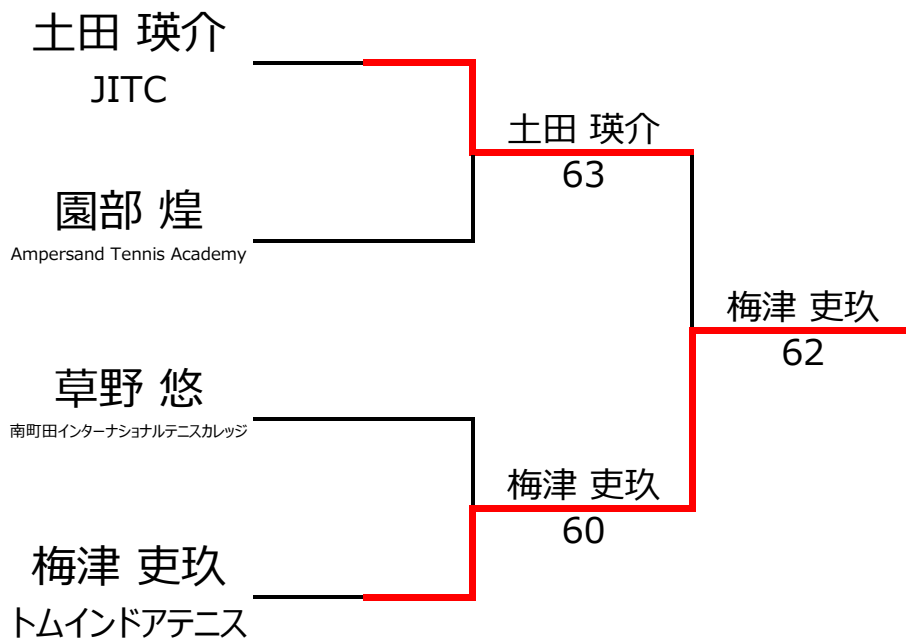 土田 瑛介
JITC
土田 瑛介
63
園部 煌
Ampersand Tennis Academy
梅津 吏玖
62
草野 悠
南町田インターナショナルテニスカレッジ
梅津 吏玖
60
梅津 吏玖
トムインドアテニス